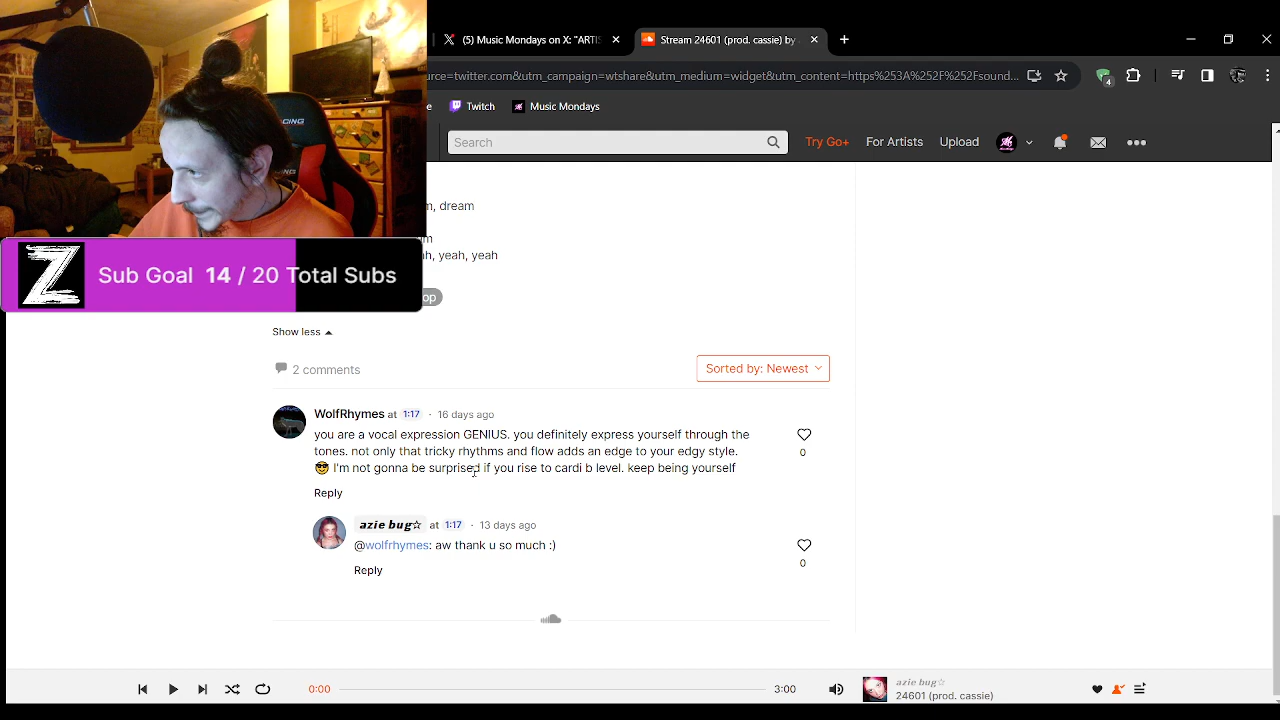 (5) Music Mondays on X: "ARTI
Stream 24601 (prod. cassie) by
ource=twitter.com&utm_campaign=wtshare&utm_medium=widget&utm_content=https%253A%252F%252Fsound...
4
Twitch
Music Mondays
Search
Try Go+
For Artists
Upload
m, dream
m
ah, yeah, yeah
op
Z
Sub Goal 14 / 20 Total Subs
Show less
2 comments
Sorted by: Newest
WolfRhymes at 1:17 · 16 days ago
you are a vocal expression GENIUS. you definitely express yourself through the
tones. not only that tricky rhythms and flow adds an edge to your edgy style.
😎 I'm not gonna be surprised if you rise to cardi b level. keep being yourself
0
Reply
azie bug☆ at 1:17 · 13 days ago
@wolfrhymes: aw thank u so much :)
0
Reply
0:00
3:00
azie bug☆
24601 (prod. cassie)